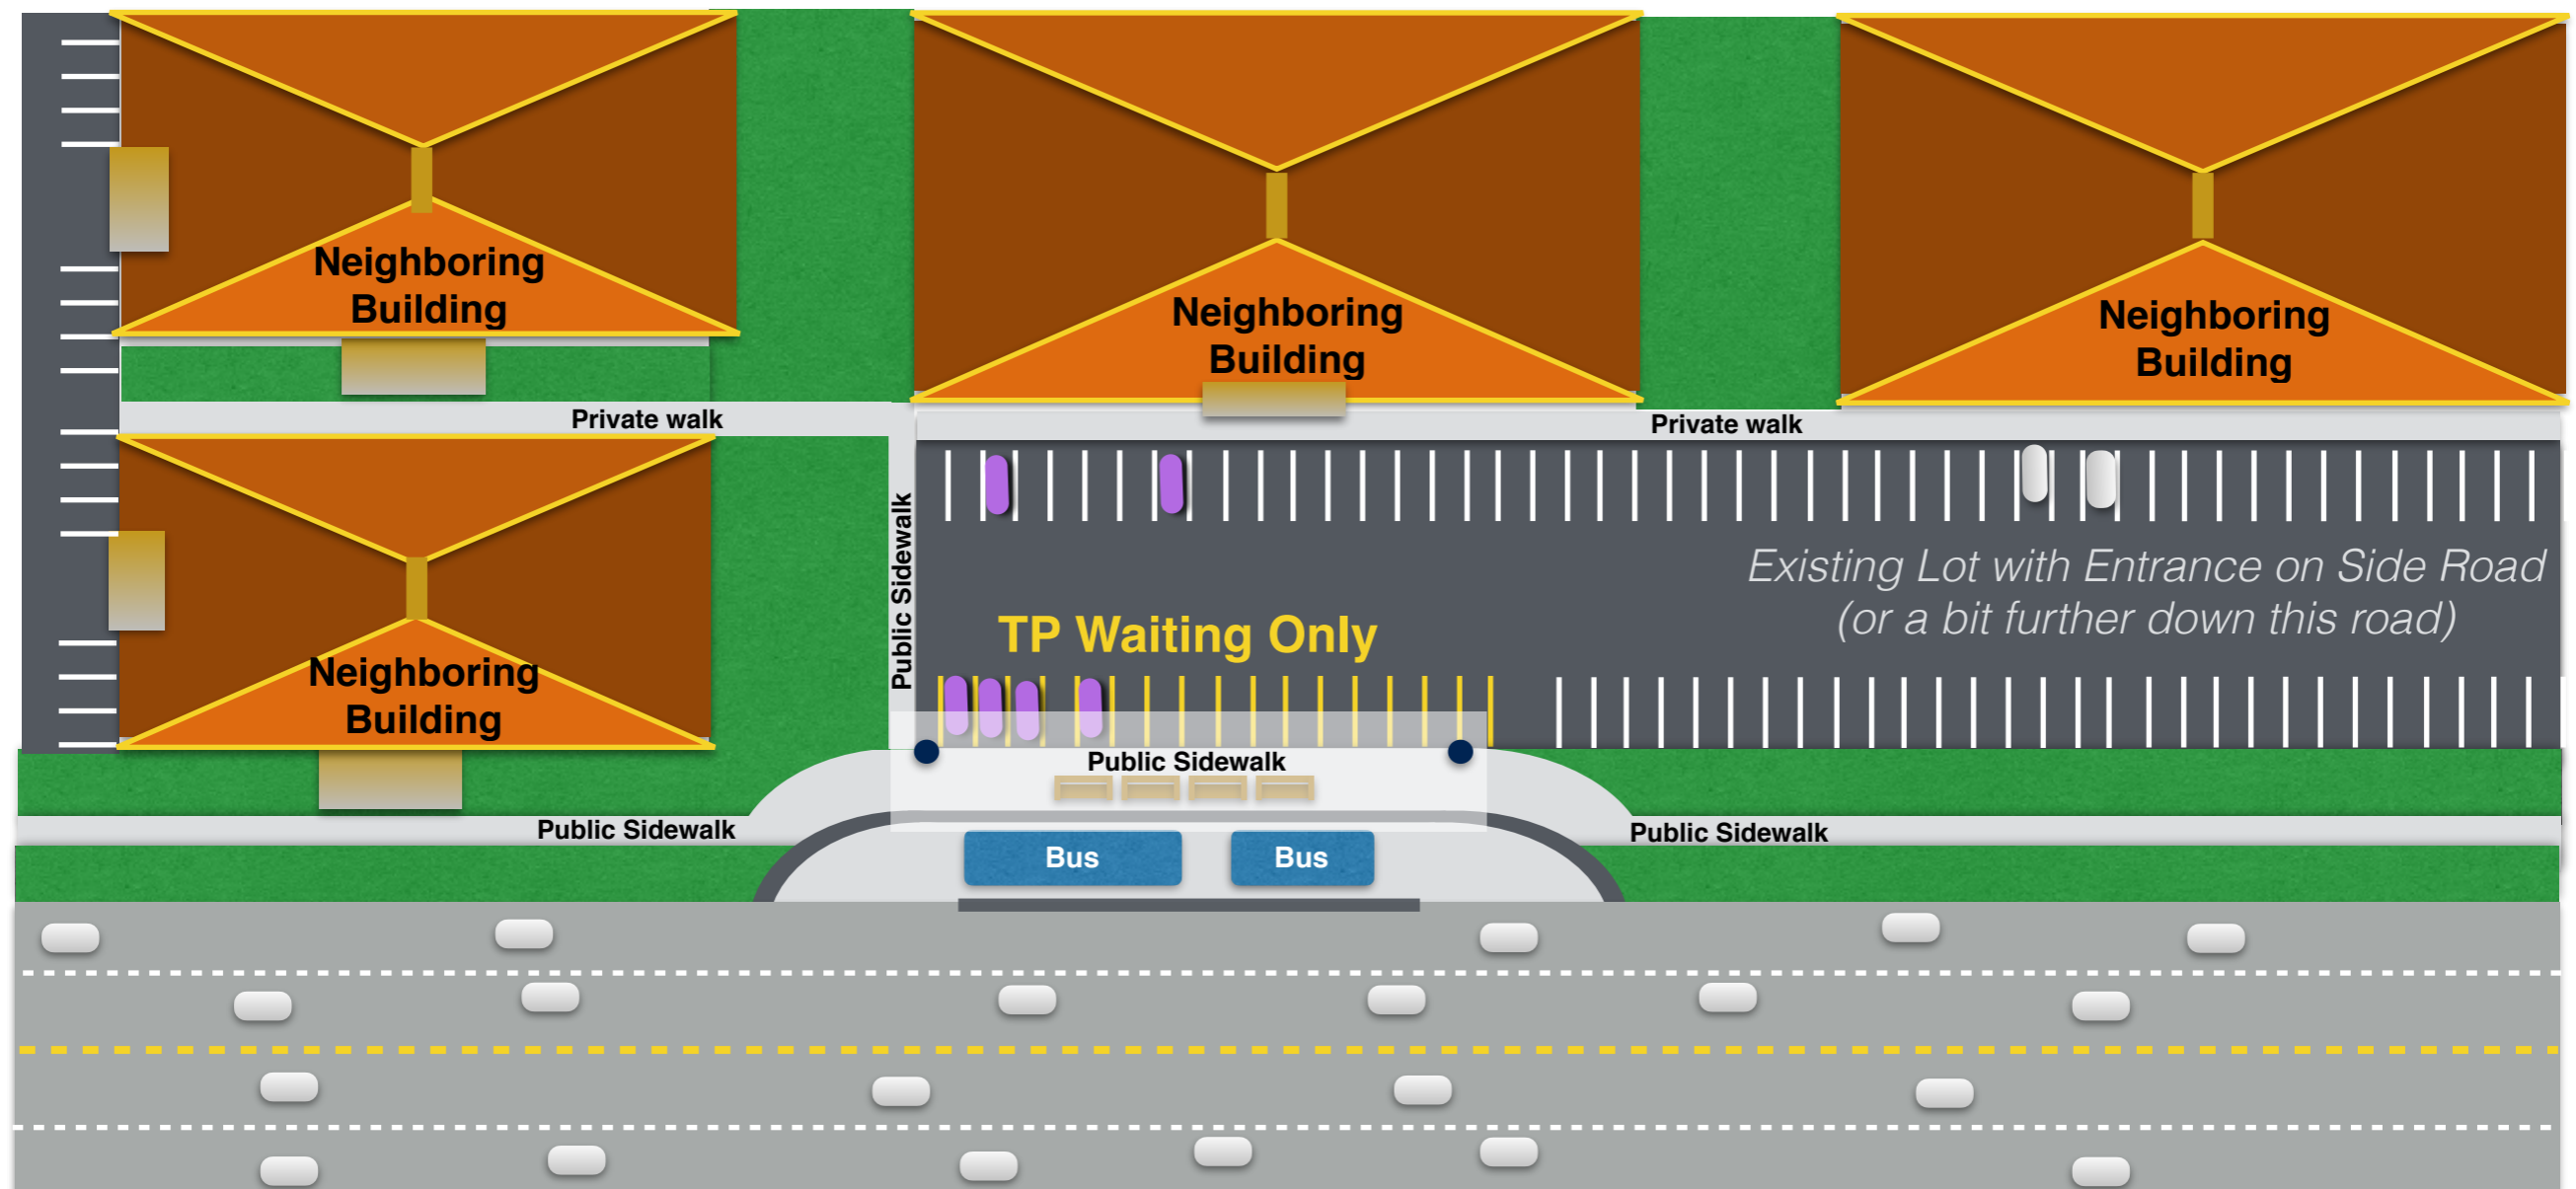 Neighboring
Building
Neighboring
Building
Neighboring
Building
Private walk
Private walk
Public Sidewalk
Existing Lot with Entrance on Side Road
(or a bit further down this road)
TP Waiting Only
Neighboring
Building
Public Sidewalk
Public Sidewalk
Public Sidewalk
Bus
Bus